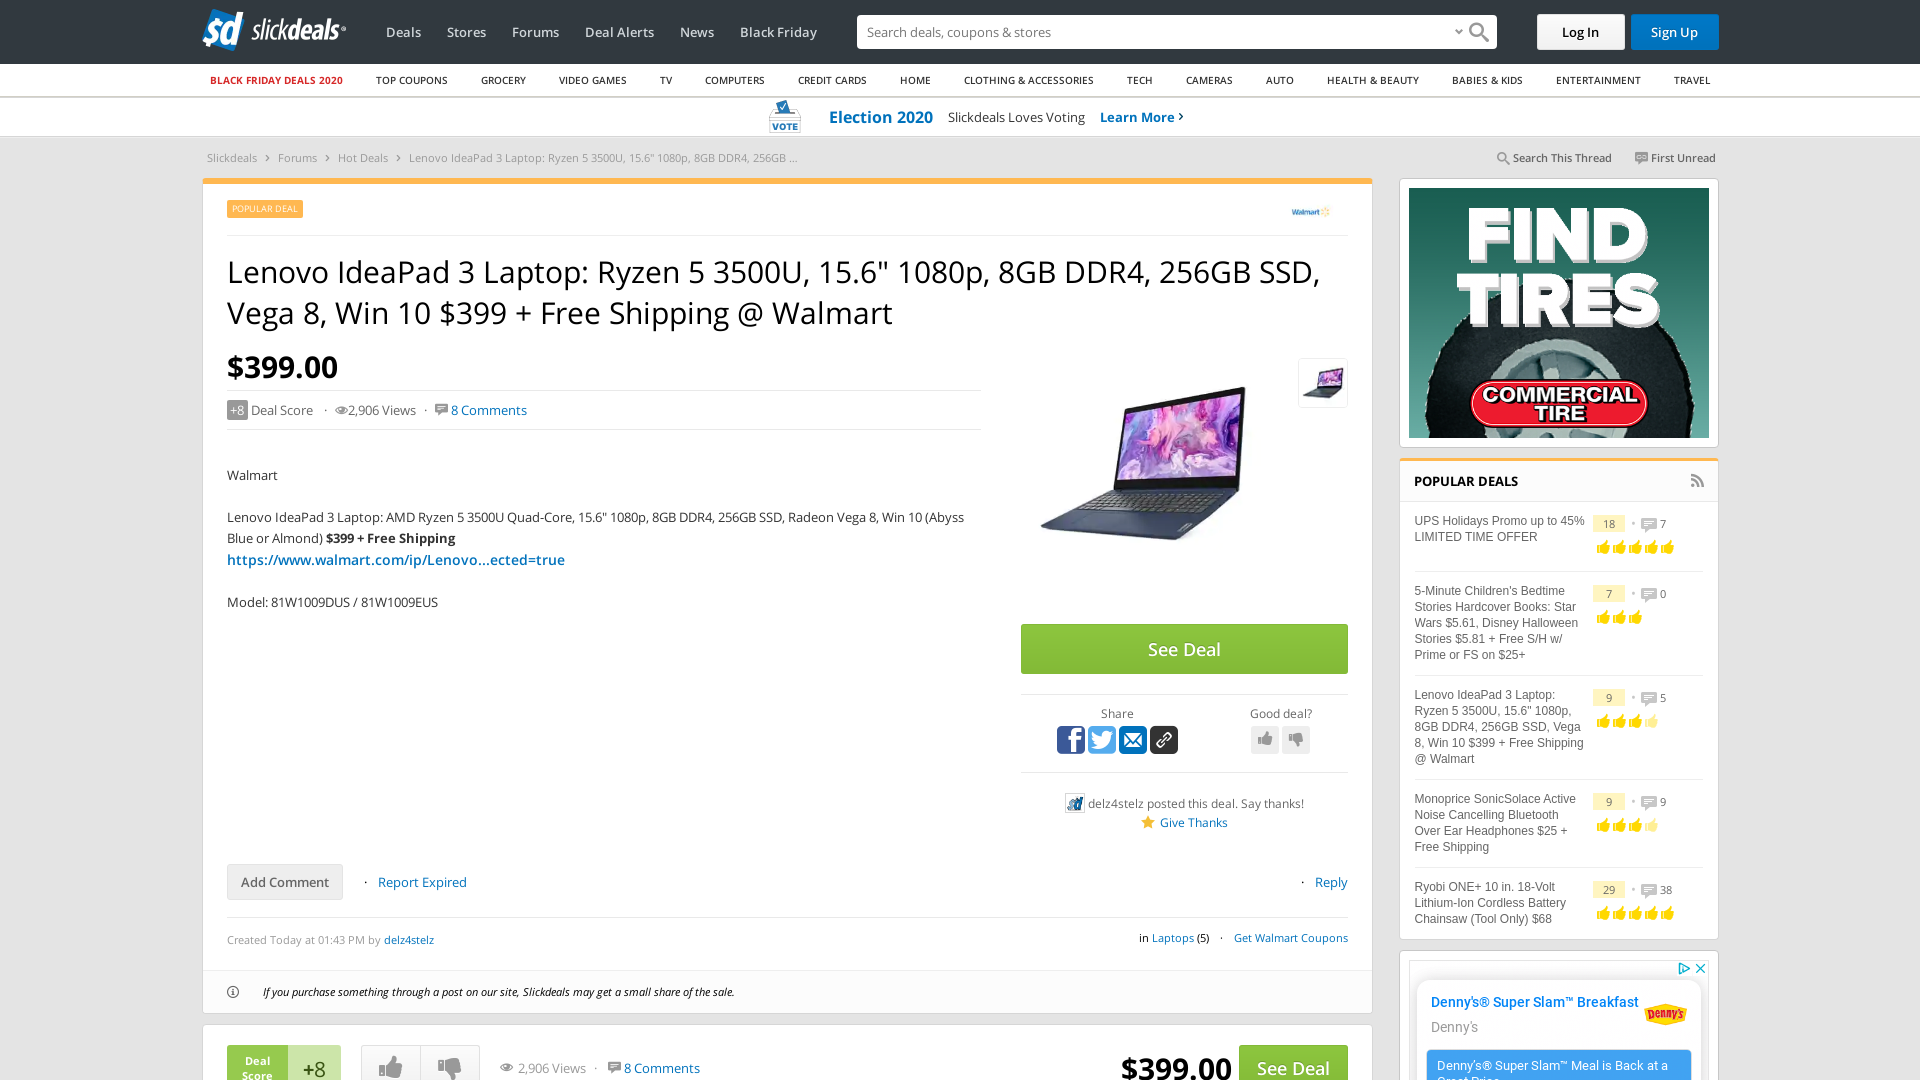 slickdeals
Deals
Stores
Forums
Deal Alerts
News
Black Friday
Search deals, coupons & stores
Log In
Sign Up
BLACK FRIDAY DEALS 2020
TOP COUPONS
GROCERY
VIDEO GAMES
TV
COMPUTERS
CREDIT CARDS
HOME
CLOTHING & ACCESSORIES
TECH
CAMERAS
AUTO
HEALTH & BEAUTY
BABIES & KIDS
ENTERTAINMENT
TRAVEL
VOTE
Election 2020 Slickdeals Loves Voting Learn More
Slickdeals › Forums › Hot Deals › Lenovo IdeaPad 3 Laptop: Ryzen 5 3500U, 15.6" 1080p, 8GB DDR4, 256GB ...
Search This Thread
First Unread
POPULAR DEAL
Walmart
Lenovo IdeaPad 3 Laptop: Ryzen 5 3500U, 15.6" 1080p, 8GB DDR4, 256GB SSD,
Vega 8, Win 10 $399 + Free Shipping @ Walmart
$399.00
+8 Deal Score · 2,906 Views · 8 Comments
Walmart
Lenovo IdeaPad 3 Laptop: AMD Ryzen 5 3500U Quad-Core, 15.6" 1080p, 8GB DDR4, 256GB SSD, Radeon Vega 8, Win 10 (Abyss
Blue or Almond) $399 + Free Shipping
https://www.walmart.com/ip/Lenovo...ected=true
Model: 81W1009DUS / 81W1009EUS
See Deal
Share
Good deal?
delz4stelz posted this deal. Say thanks!
Give Thanks
Add Comment
· Report Expired
· Reply
Created Today at 01:43 PM by delz4stelz
in Laptops (5) · Get Walmart Coupons
If you purchase something through a post on our site, Slickdeals may get a small share of the sale.
Deal
Score
+8
2,906 Views · 8 Comments
$399.00
See Deal
FIND
TIRES
COMMERCIAL
TIRE
POPULAR DEALS
UPS Holidays Promo up to 45%
LIMITED TIME OFFER
18 · 7
5-Minute Children's Bedtime
Stories Hardcover Books: Star
Wars $5.61, Disney Halloween
Stories $5.81 + Free S/H w/
Prime or FS on $25+
7 · 0
Lenovo IdeaPad 3 Laptop:
Ryzen 5 3500U, 15.6" 1080p,
8GB DDR4, 256GB SSD, Vega
8, Win 10 $399 + Free Shipping
@ Walmart
9 · 5
Monoprice SonicSolace Active
Noise Cancelling Bluetooth
Over Ear Headphones $25 +
Free Shipping
9 · 9
Ryobi ONE+ 10 in. 18-Volt
Lithium-Ion Cordless Battery
Chainsaw (Tool Only) $68
29 · 38
Denny's® Super Slam™ Breakfast
Denny's
Denny's
Denny's® Super Slam™ Meal is Back at a
Great Price